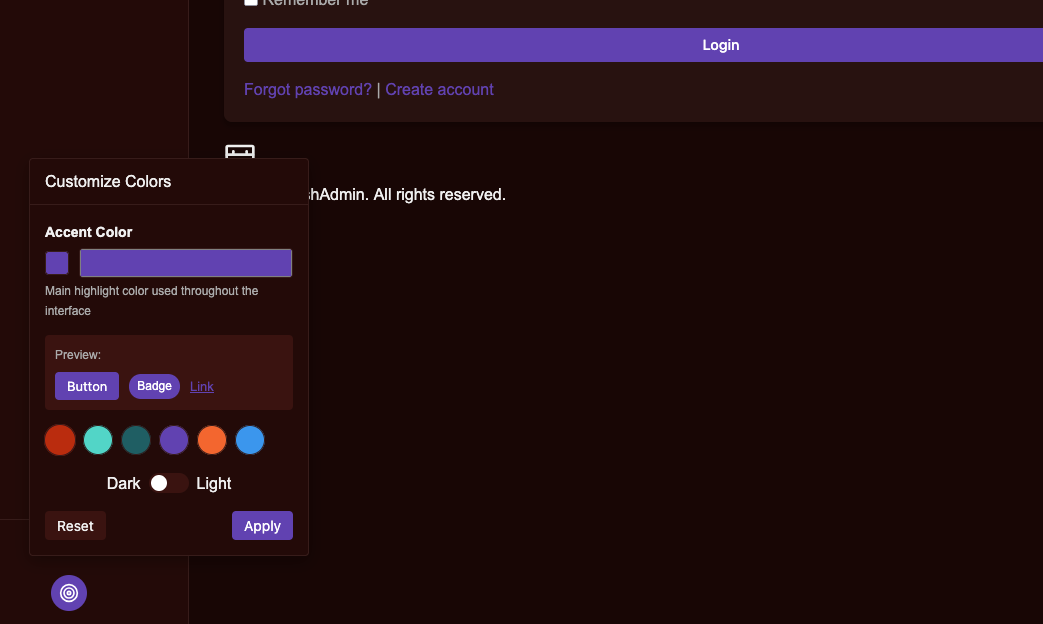 Remember me
Login
Forgot password? | Create account
Customize Colors
shAdmin. All rights reserved.
Accent Color
Main highlight color used throughout the
interface
Preview:
Button Badge Link
Dark Light
Reset Apply